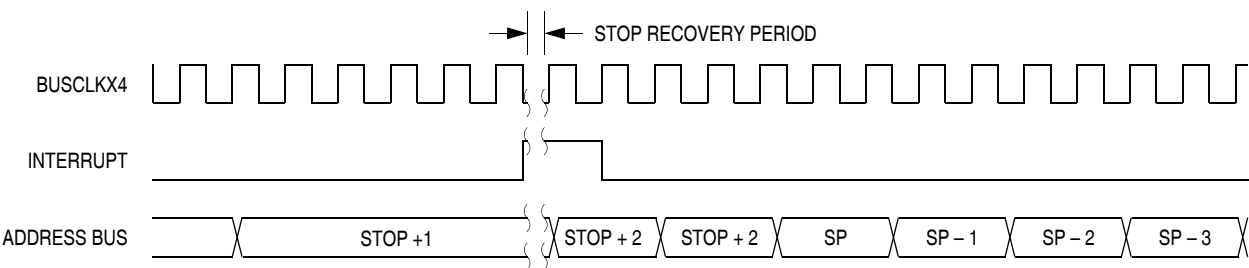 STOP RECOVERY PERIOD
BUSCLKX4
INTERRUPT
ADDRESS BUS STOP +1 STOP + 2 STOP + 2 SP SP – 1 SP – 2 SP – 3